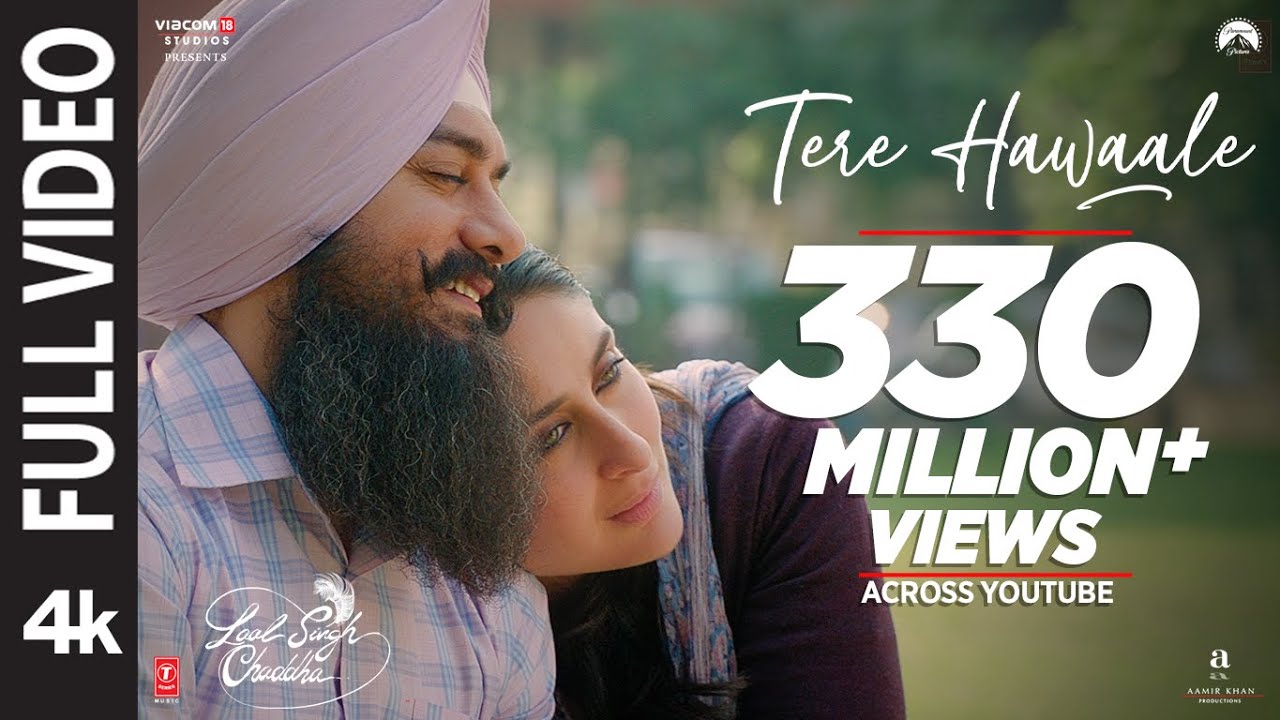 FULL VIDEO
4k
VIACOM 18
STUDIOS
PRESENTS
Paramount
Tere Hawaale
330
MILLION+
VIEWS
ACROSS YOUTUBE
Laal Singh
Chaddha
T
SERIES
MUSIC
a
AAMIR KHAN
PRODUCTIONS